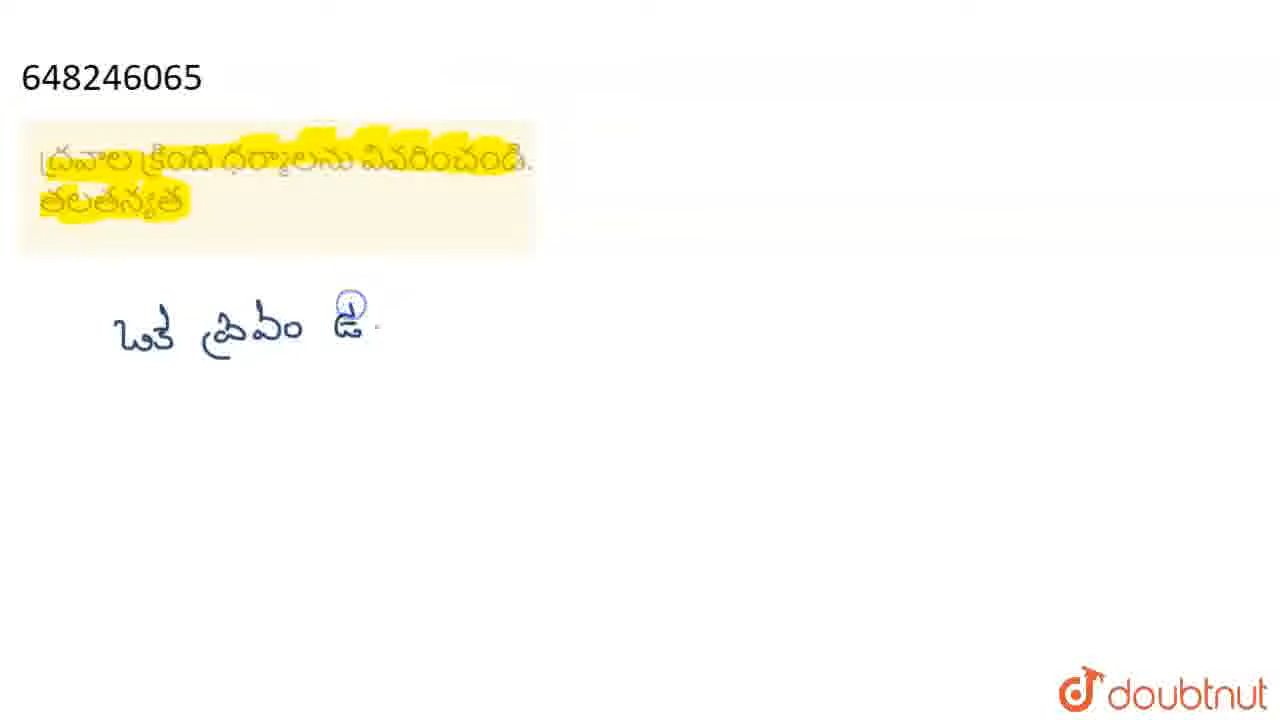 648246065
ద్రవాల క్రింది ధర్మాలను వివరించండి.
తలతన్యత
ఒక ద్రవం ఉ
doubtnut